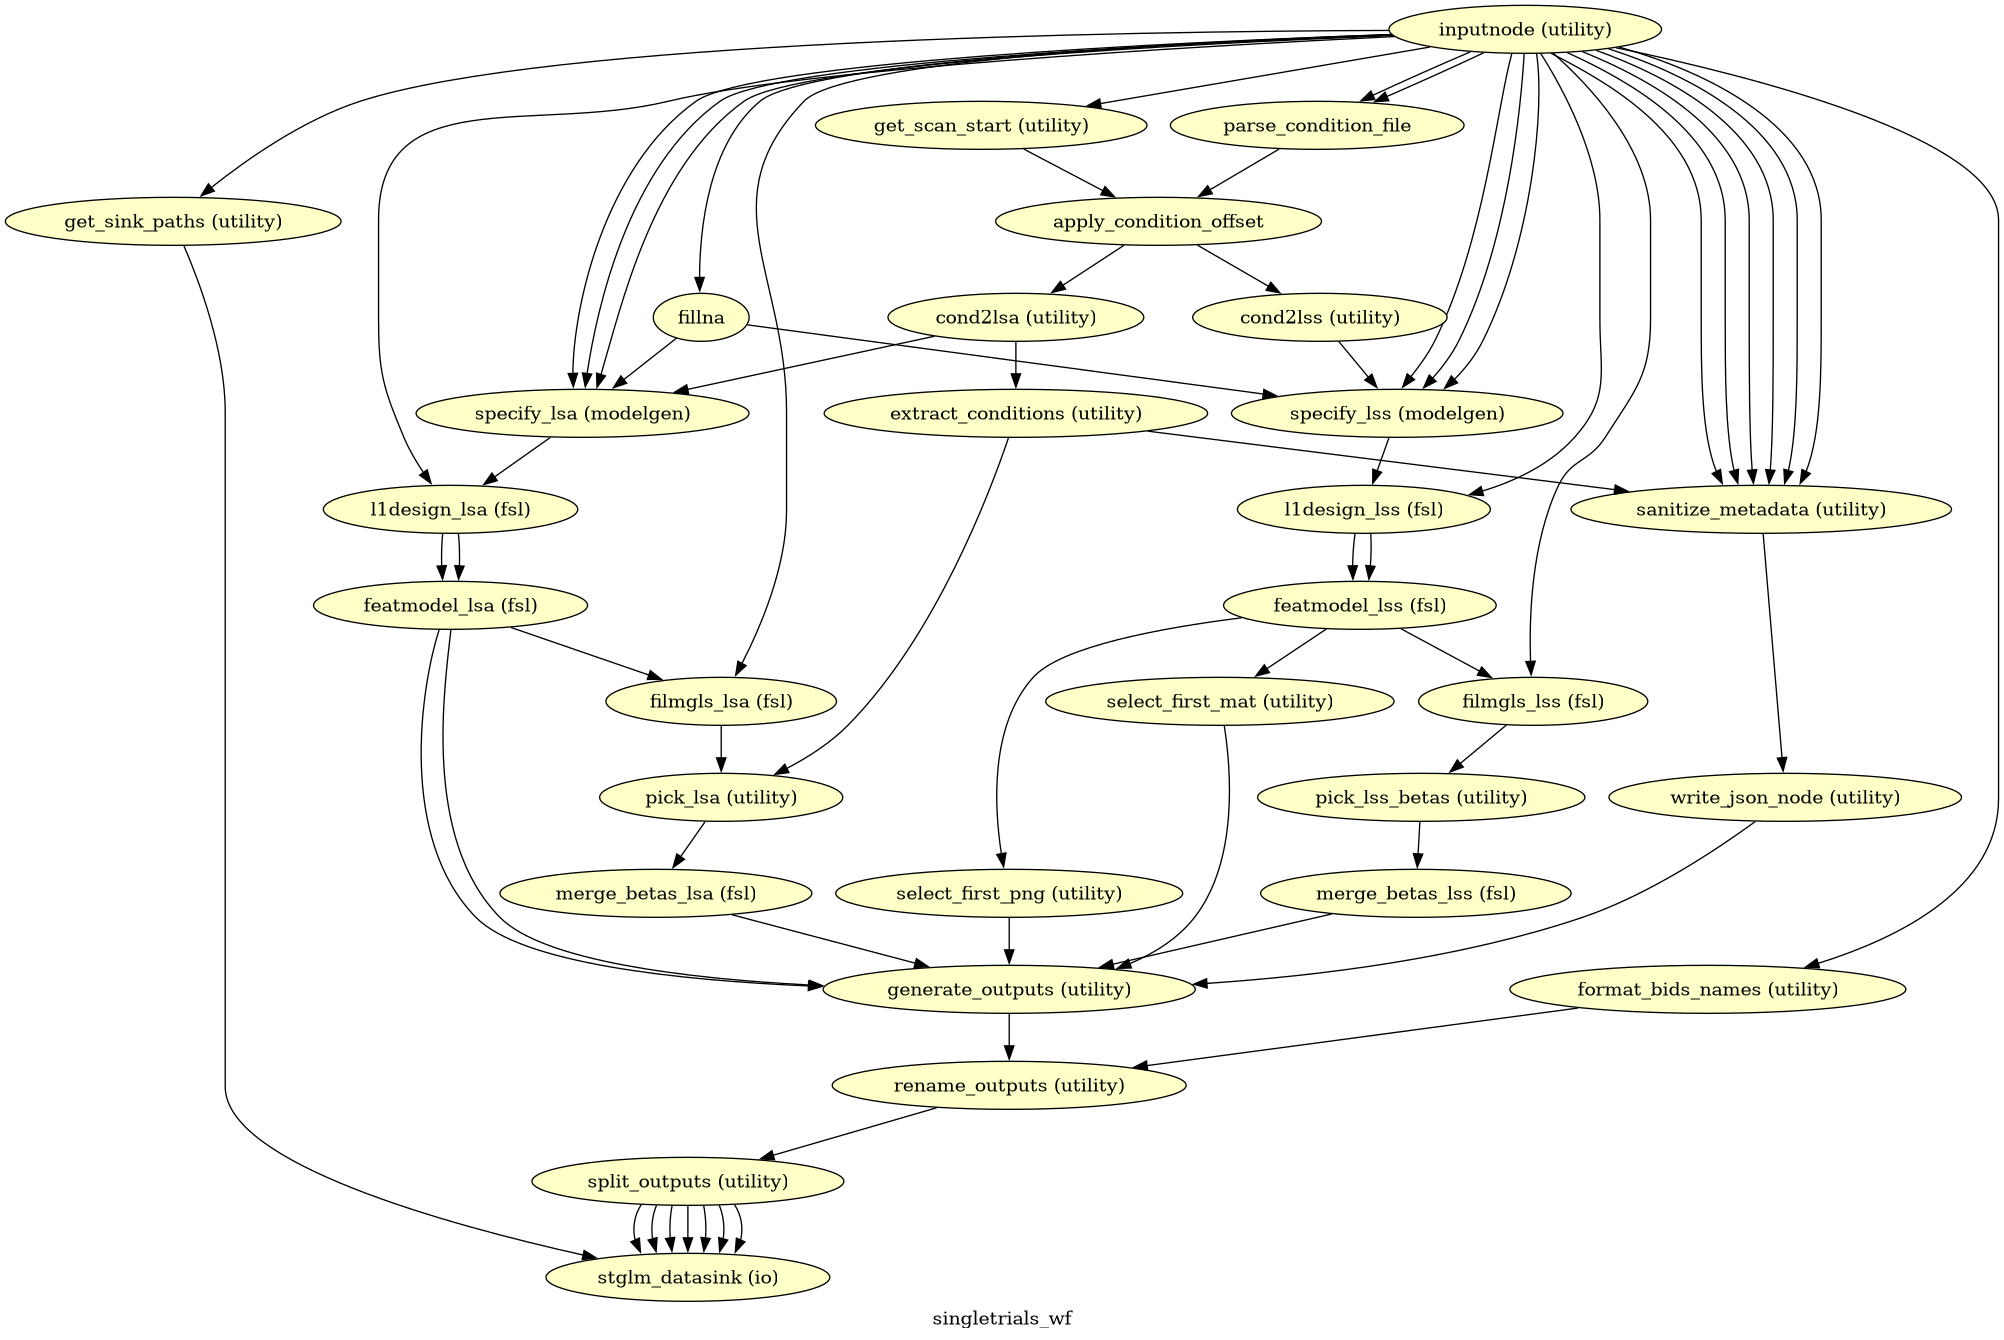 inputnode (utility)
get_scan_start (utility)
parse_condition_file
get_sink_paths (utility)
apply_condition_offset
fillna
cond2lsa (utility)
cond2lss (utility)
specify_lsa (modelgen)
extract_conditions (utility)
specify_lss (modelgen)
l1design_lsa (fsl)
l1design_lss (fsl)
sanitize_metadata (utility)
featmodel_lsa (fsl)
featmodel_lss (fsl)
filmgls_lsa (fsl)
select_first_mat (utility)
filmgls_lss (fsl)
pick_lsa (utility)
pick_lss_betas (utility)
write_json_node (utility)
merge_betas_lsa (fsl)
select_first_png (utility)
merge_betas_lss (fsl)
generate_outputs (utility)
format_bids_names (utility)
rename_outputs (utility)
split_outputs (utility)
stglm_datasink (io)
singletrials_wf